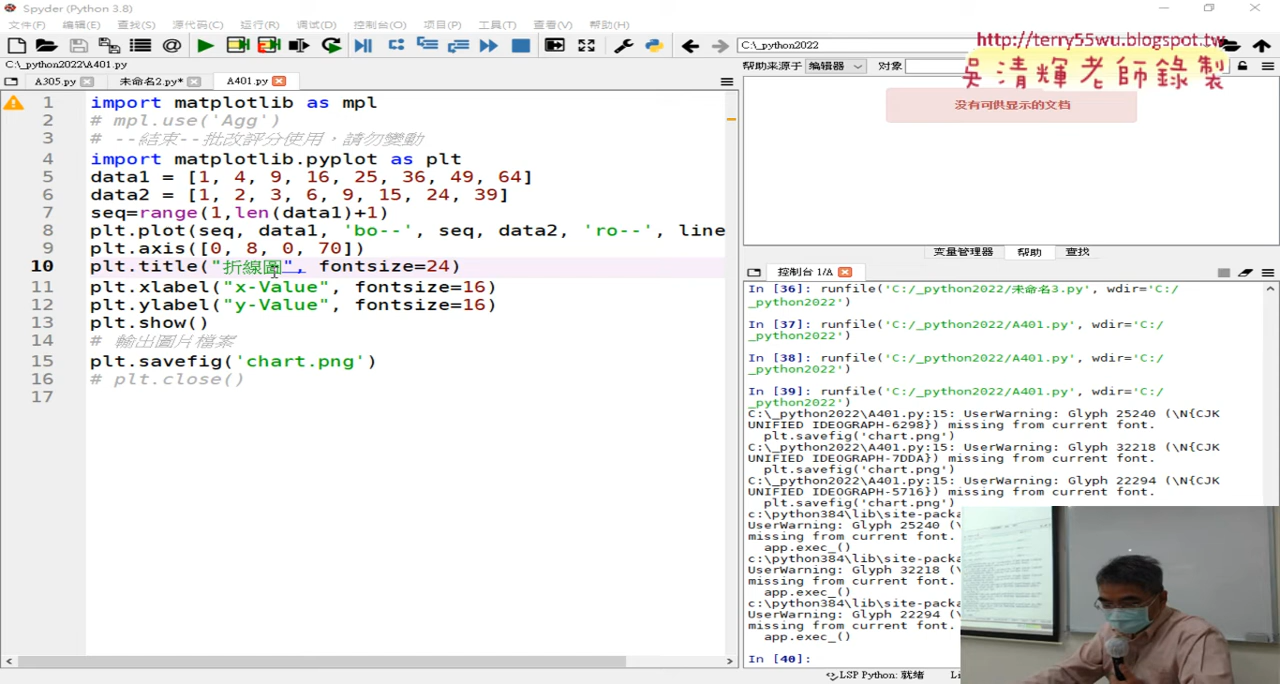 Spyder (Python 3.8)
文件(F) 编辑(E) 查找(S) 源代码(C) 运行(R) 调试(D) 控制台(O) 项目(P) 工具(T) 查看(V) 帮助(H)
C:\_python2022
http://terry55wu.blogspot.tw
吳清輝老師錄製
C:\_python2022\A401.py
帮助来源于 编辑器 对象
A305.py 未命名2.py* A401.py
没有可供显示的文档
1 import matplotlib as mpl
2 # mpl.use('Agg')
3 # --結束--批改評分使用，請勿變動
4 import matplotlib.pyplot as plt
5 data1 = [1, 4, 9, 16, 25, 36, 49, 64]
6 data2 = [1, 2, 3, 6, 9, 15, 24, 39]
7 seq=range(1,len(data1)+1)
8 plt.plot(seq, data1, 'bo--', seq, data2, 'ro--', line
9 plt.axis([0, 8, 0, 70])
10 plt.title("折線圖", fontsize=24)
11 plt.xlabel("x-Value", fontsize=16)
12 plt.ylabel("y-Value", fontsize=16)
13 plt.show()
14 # 輸出圖片檔案
15 plt.savefig('chart.png')
16 # plt.close()
17
变量管理器 帮助 查找
控制台 1/A
In [36]: runfile('C:/_python2022/未命名3.py', wdir='C:/
_python2022')
In [37]: runfile('C:/_python2022/A401.py', wdir='C:/
_python2022')
In [38]: runfile('C:/_python2022/A401.py', wdir='C:/
_python2022')
In [39]: runfile('C:/_python2022/A401.py', wdir='C:/
_python2022')
C:\_python2022\A401.py:15: UserWarning: Glyph 25240 (\N{CJK
UNIFIED IDEOGRAPH-6298}) missing from current font.
plt.savefig('chart.png')
C:\_python2022\A401.py:15: UserWarning: Glyph 32218 (\N{CJK
UNIFIED IDEOGRAPH-7DDA}) missing from current font.
plt.savefig('chart.png')
C:\_python2022\A401.py:15: UserWarning: Glyph 22294 (\N{CJK
UNIFIED IDEOGRAPH-5716}) missing from current font.
plt.savefig('chart.png')
c:\python384\lib\site-pack
UserWarning: Glyph 25240 (
missing from current font.
app.exec_()
c:\python384\lib\site-pack
UserWarning: Glyph 32218 (
missing from current font.
app.exec_()
c:\python384\lib\site-pack
UserWarning: Glyph 22294 (
missing from current font.
app.exec_()
In [40]:
LSP Python: 就绪